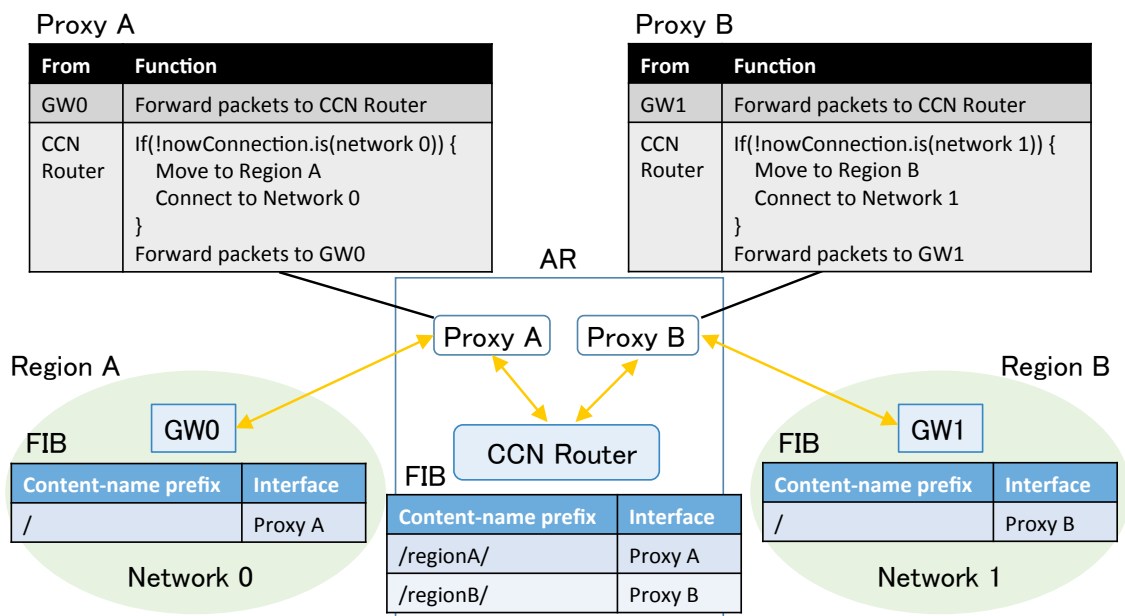 Proxy A
From Function
GW0 Forward packets to CCN Router
CCN Router If(!nowConnection.is(network 0)) {
Move to Region A
Connect to Network 0
}
Forward packets to GW0
Proxy B
From Function
GW1 Forward packets to CCN Router
CCN Router If(!nowConnection.is(network 1)) {
Move to Region B
Connect to Network 1
}
Forward packets to GW1
AR
Proxy A
Proxy B
CCN Router
FIB
Content-name prefix Interface
/regionA/ Proxy A
/regionB/ Proxy B
Region A
GW0
FIB
Content-name prefix Interface
/ Proxy A
Network 0
Region B
GW1
FIB
Content-name prefix Interface
/ Proxy B
Network 1